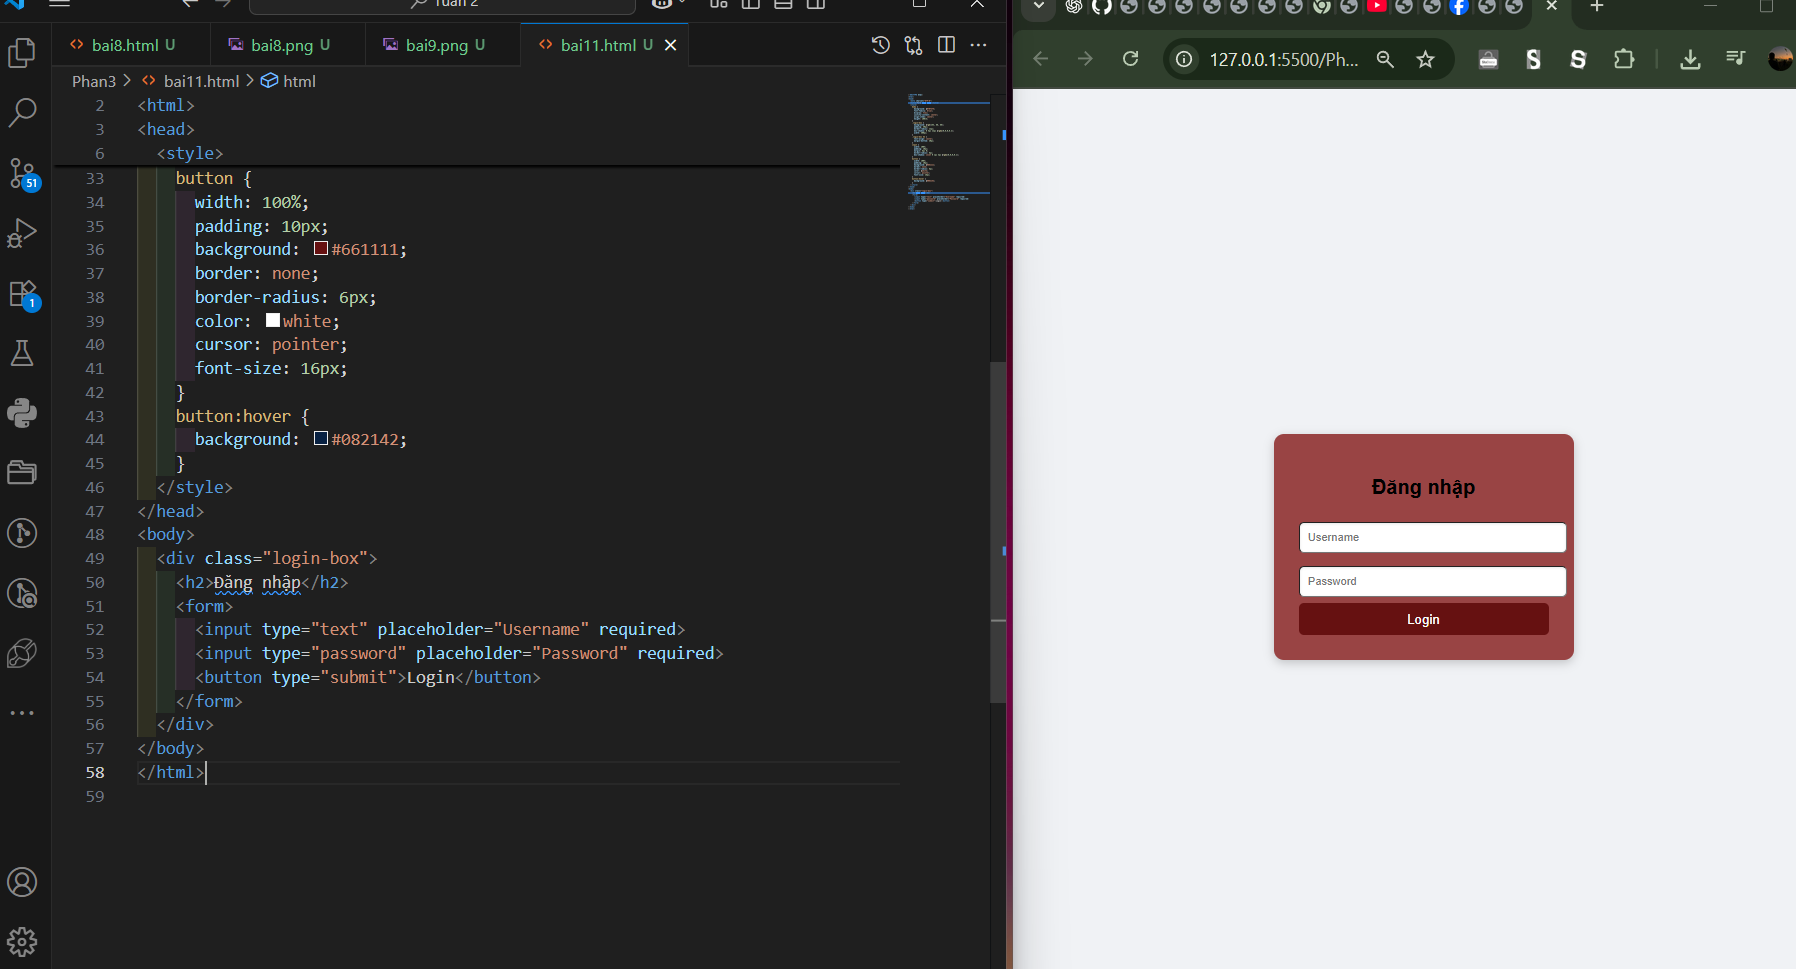 Tuan 2
bai8.html U
bai8.png U
bai9.png U
bai11.html U
Phan3 > bai11.html > html
2 <html>
3 <head>
6 <style>
33 button {
34 width: 100%;
35 padding: 10px;
36 background: #661111;
37 border: none;
38 border-radius: 6px;
39 color: white;
40 cursor: pointer;
41 font-size: 16px;
42 }
43 button:hover {
44 background: #082142;
45 }
46 </style>
47 </head>
48 <body>
49 <div class="login-box">
50 <h2>Đăng nhập</h2>
51 <form>
52 <input type="text" placeholder="Username" required>
53 <input type="password" placeholder="Password" required>
54 <button type="submit">Login</button>
55 </form>
56 </div>
57 </body>
58 </html>
59
51
1
127.0.0.1:5500/Ph...
Đăng nhập
Username
Password
Login